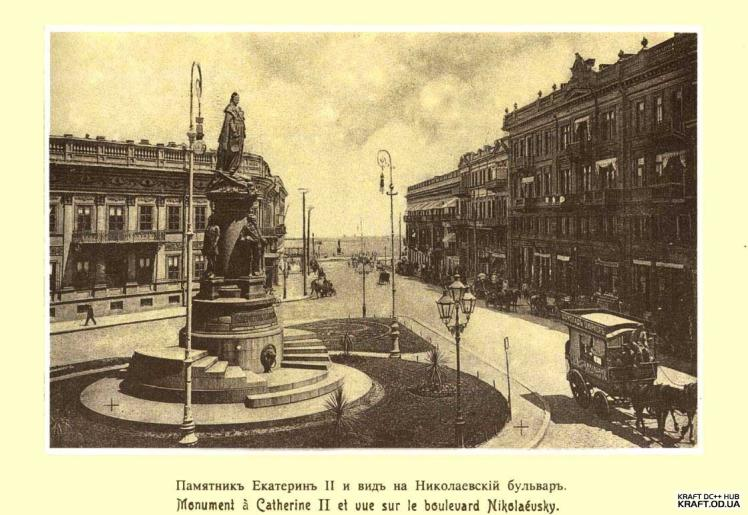 Памятникъ Екатеринѣ II и видъ на Николаевскій бульваръ.
Monument à Catherine II et vue sur le boulevard Nikolaévsky.
KRAFT DC++ HUB
KRAFT.OD.UA